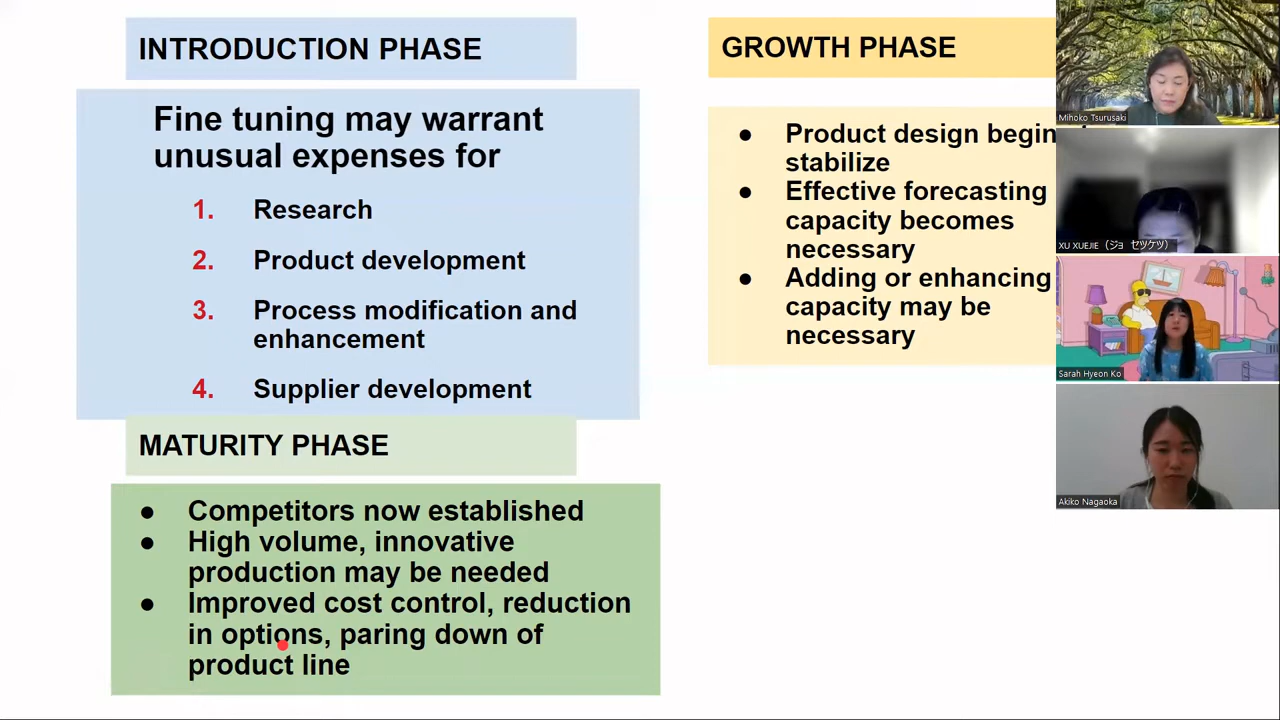 INTRODUCTION PHASE
Fine tuning may warrant
unusual expenses for
1. Research
2. Product development
3. Process modification and
enhancement
4. Supplier development
GROWTH PHASE
● Product design begin
stabilize
● Effective forecasting
capacity becomes
necessary
● Adding or enhancing
capacity may be
necessary
MATURITY PHASE
● Competitors now established
● High volume, innovative
production may be needed
● Improved cost control, reduction
in options, paring down of
product line
Mihoko Tsurusaki
XU XUEJIE（ジョ セツケツ）
Sarah Hyeon Ko
Akiko Nagaoka